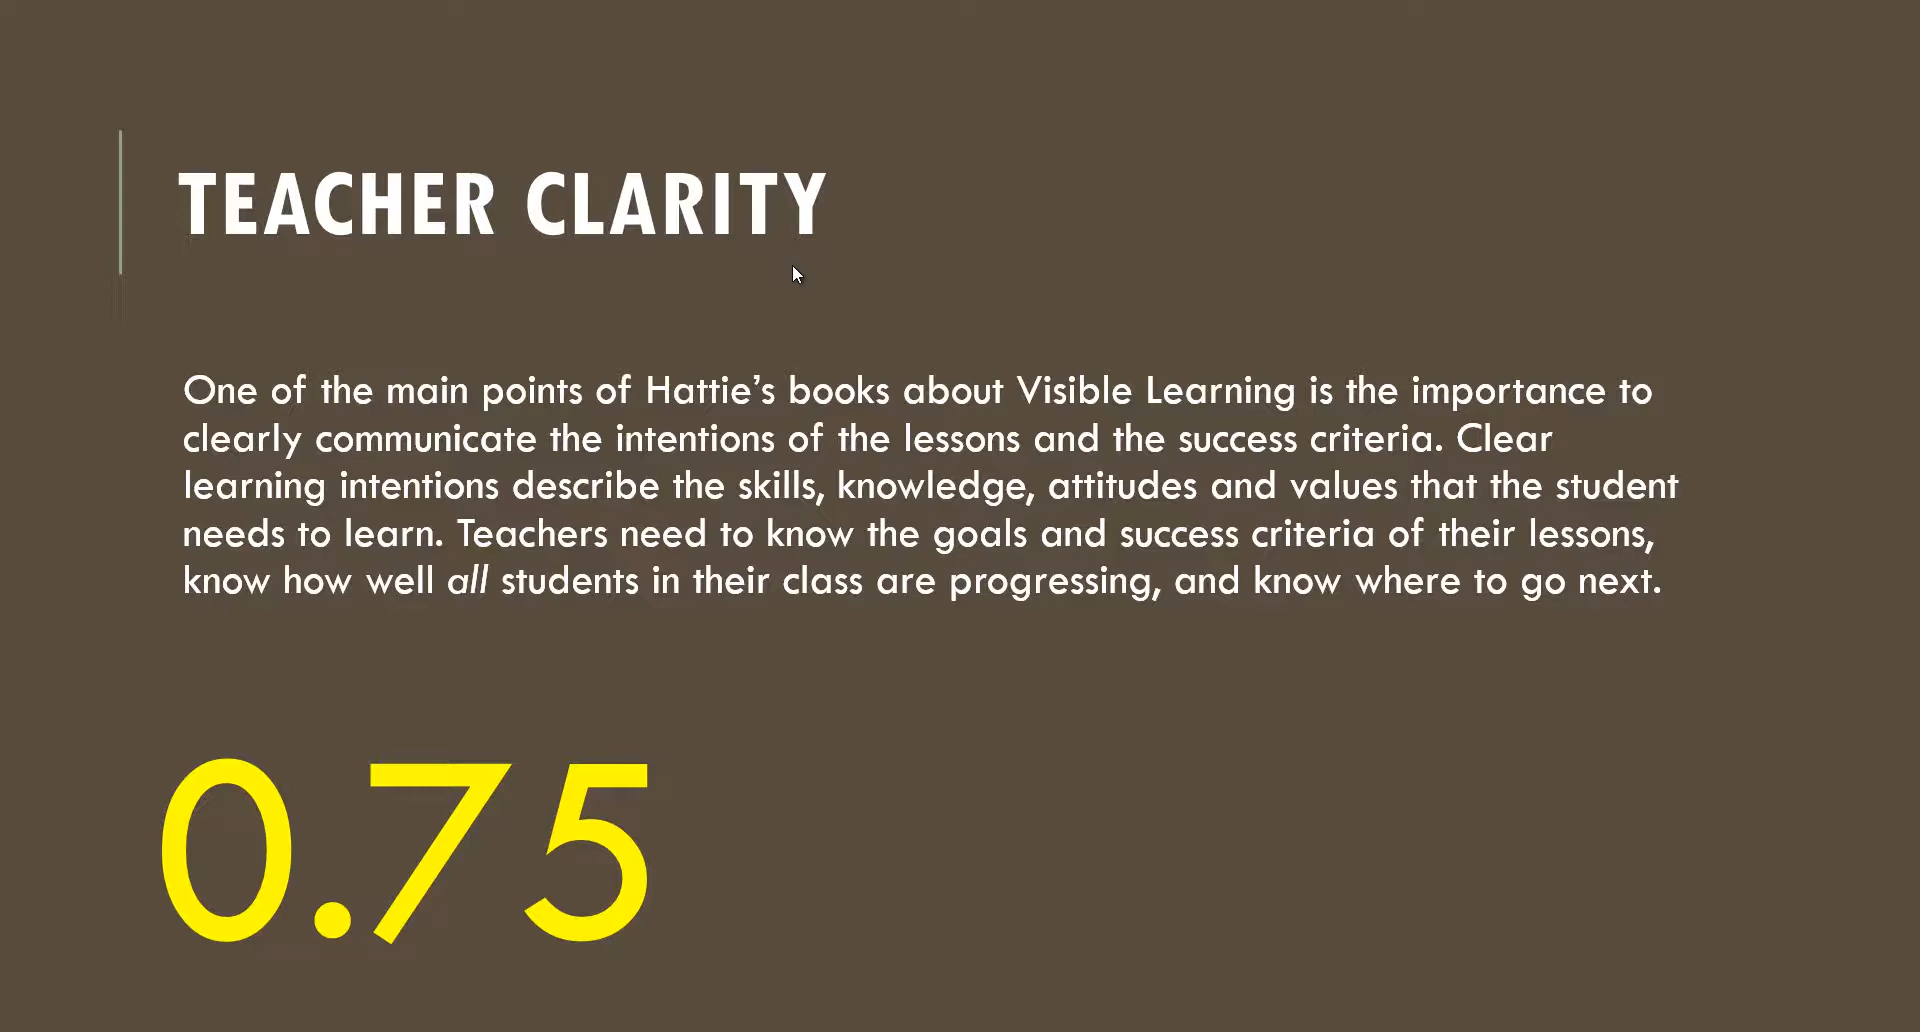 TEACHER CLARITY
One of the main points of Hattie’s books about Visible Learning is the importance to
clearly communicate the intentions of the lessons and the success criteria. Clear
learning intentions describe the skills, knowledge, attitudes and values that the student
needs to learn. Teachers need to know the goals and success criteria of their lessons,
know how well all students in their class are progressing, and know where to go next.
0.75